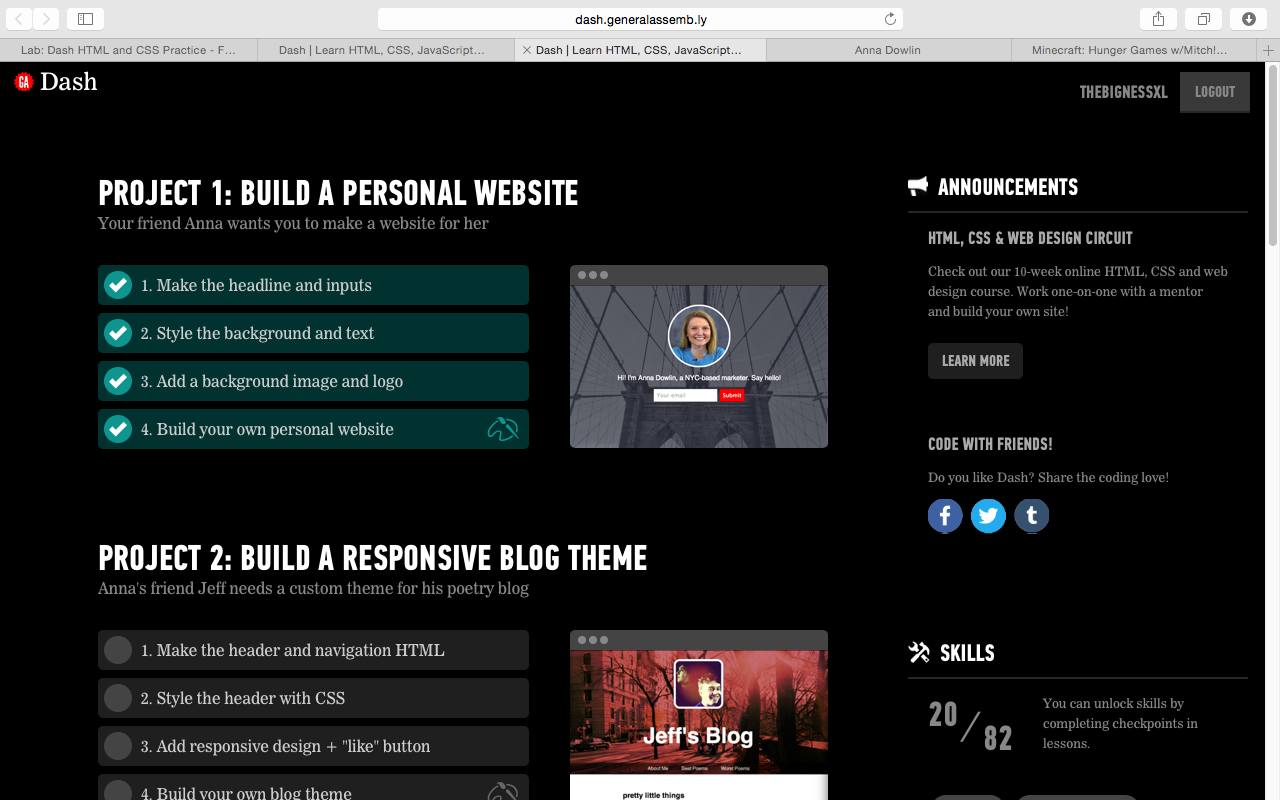 dash.generalassemb.ly
Lab: Dash HTML and CSS Practice - F...
Dash | Learn HTML, CSS, JavaScript...
Dash | Learn HTML, CSS, JavaScript...
Anna Dowlin
Minecraft: Hunger Games w/Mitch!...
GA Dash
THEBIGNESSXL
LOGOUT
PROJECT 1: BUILD A PERSONAL WEBSITE
Your friend Anna wants you to make a website for her
1. Make the headline and inputs
2. Style the background and text
3. Add a background image and logo
4. Build your own personal website
Hi! I'm Anna Dowlin, a NYC-based marketer. Say hello!
Your email
Submit
PROJECT 2: BUILD A RESPONSIVE BLOG THEME
Anna's friend Jeff needs a custom theme for his poetry blog
1. Make the header and navigation HTML
2. Style the header with CSS
3. Add responsive design + "like" button
4. Build your own blog theme
Jeff's Blog
About Me Best Poems Worst Poems
pretty little things
ANNOUNCEMENTS
HTML, CSS & WEB DESIGN CIRCUIT
Check out our 10-week online HTML, CSS and web
design course. Work one-on-one with a mentor
and build your own site!
LEARN MORE
CODE WITH FRIENDS!
Do you like Dash? Share the coding love!
SKILLS
20/82
You can unlock skills by
completing checkpoints in
lessons.